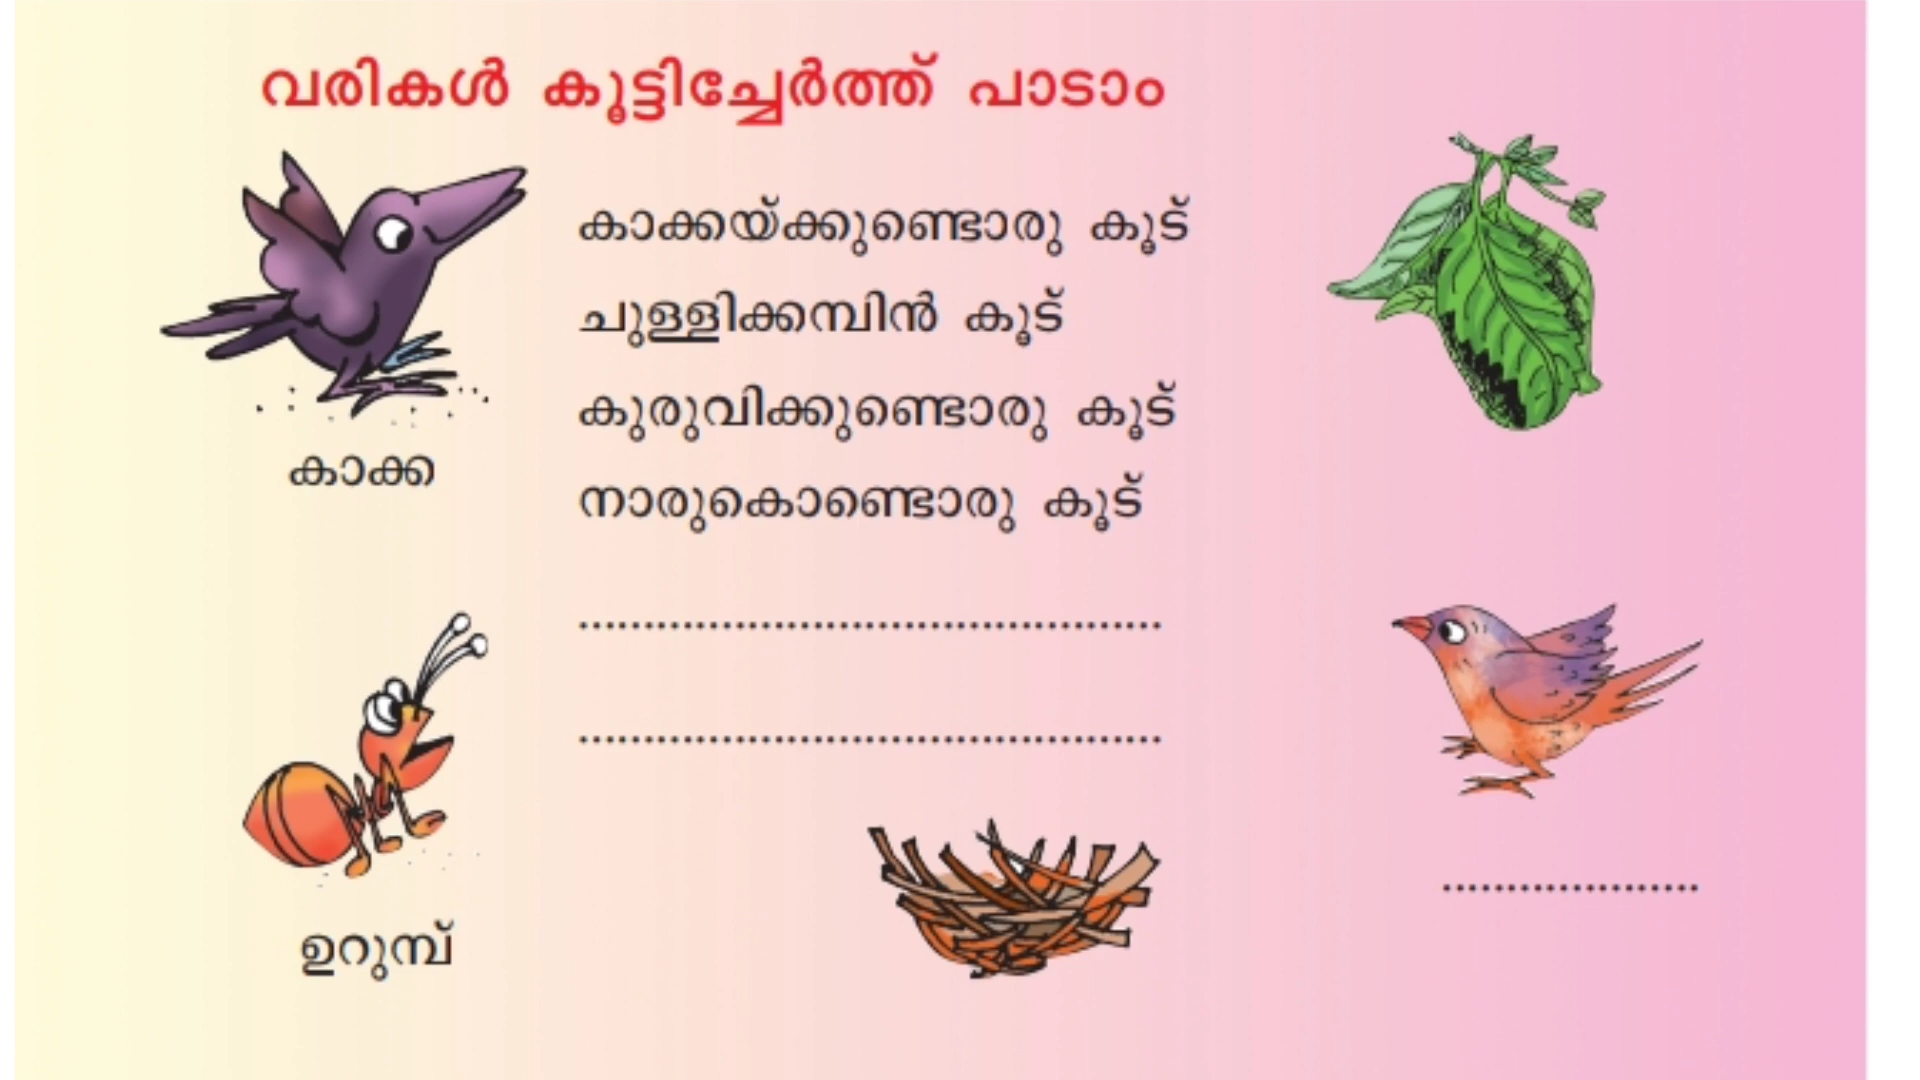 വരികൾ കൂട്ടിച്ചേർത്ത് പാടാം
കാക്കയ്ക്കുണ്ടൊരു കൂട്
ചുള്ളിക്കമ്പിൻ കൂട്
കുരുവിക്കുണ്ടൊരു കൂട്
നാരുകൊണ്ടൊരു കൂട്
കാക്ക
..............................................
..............................................
ഉറുമ്പ്
....................